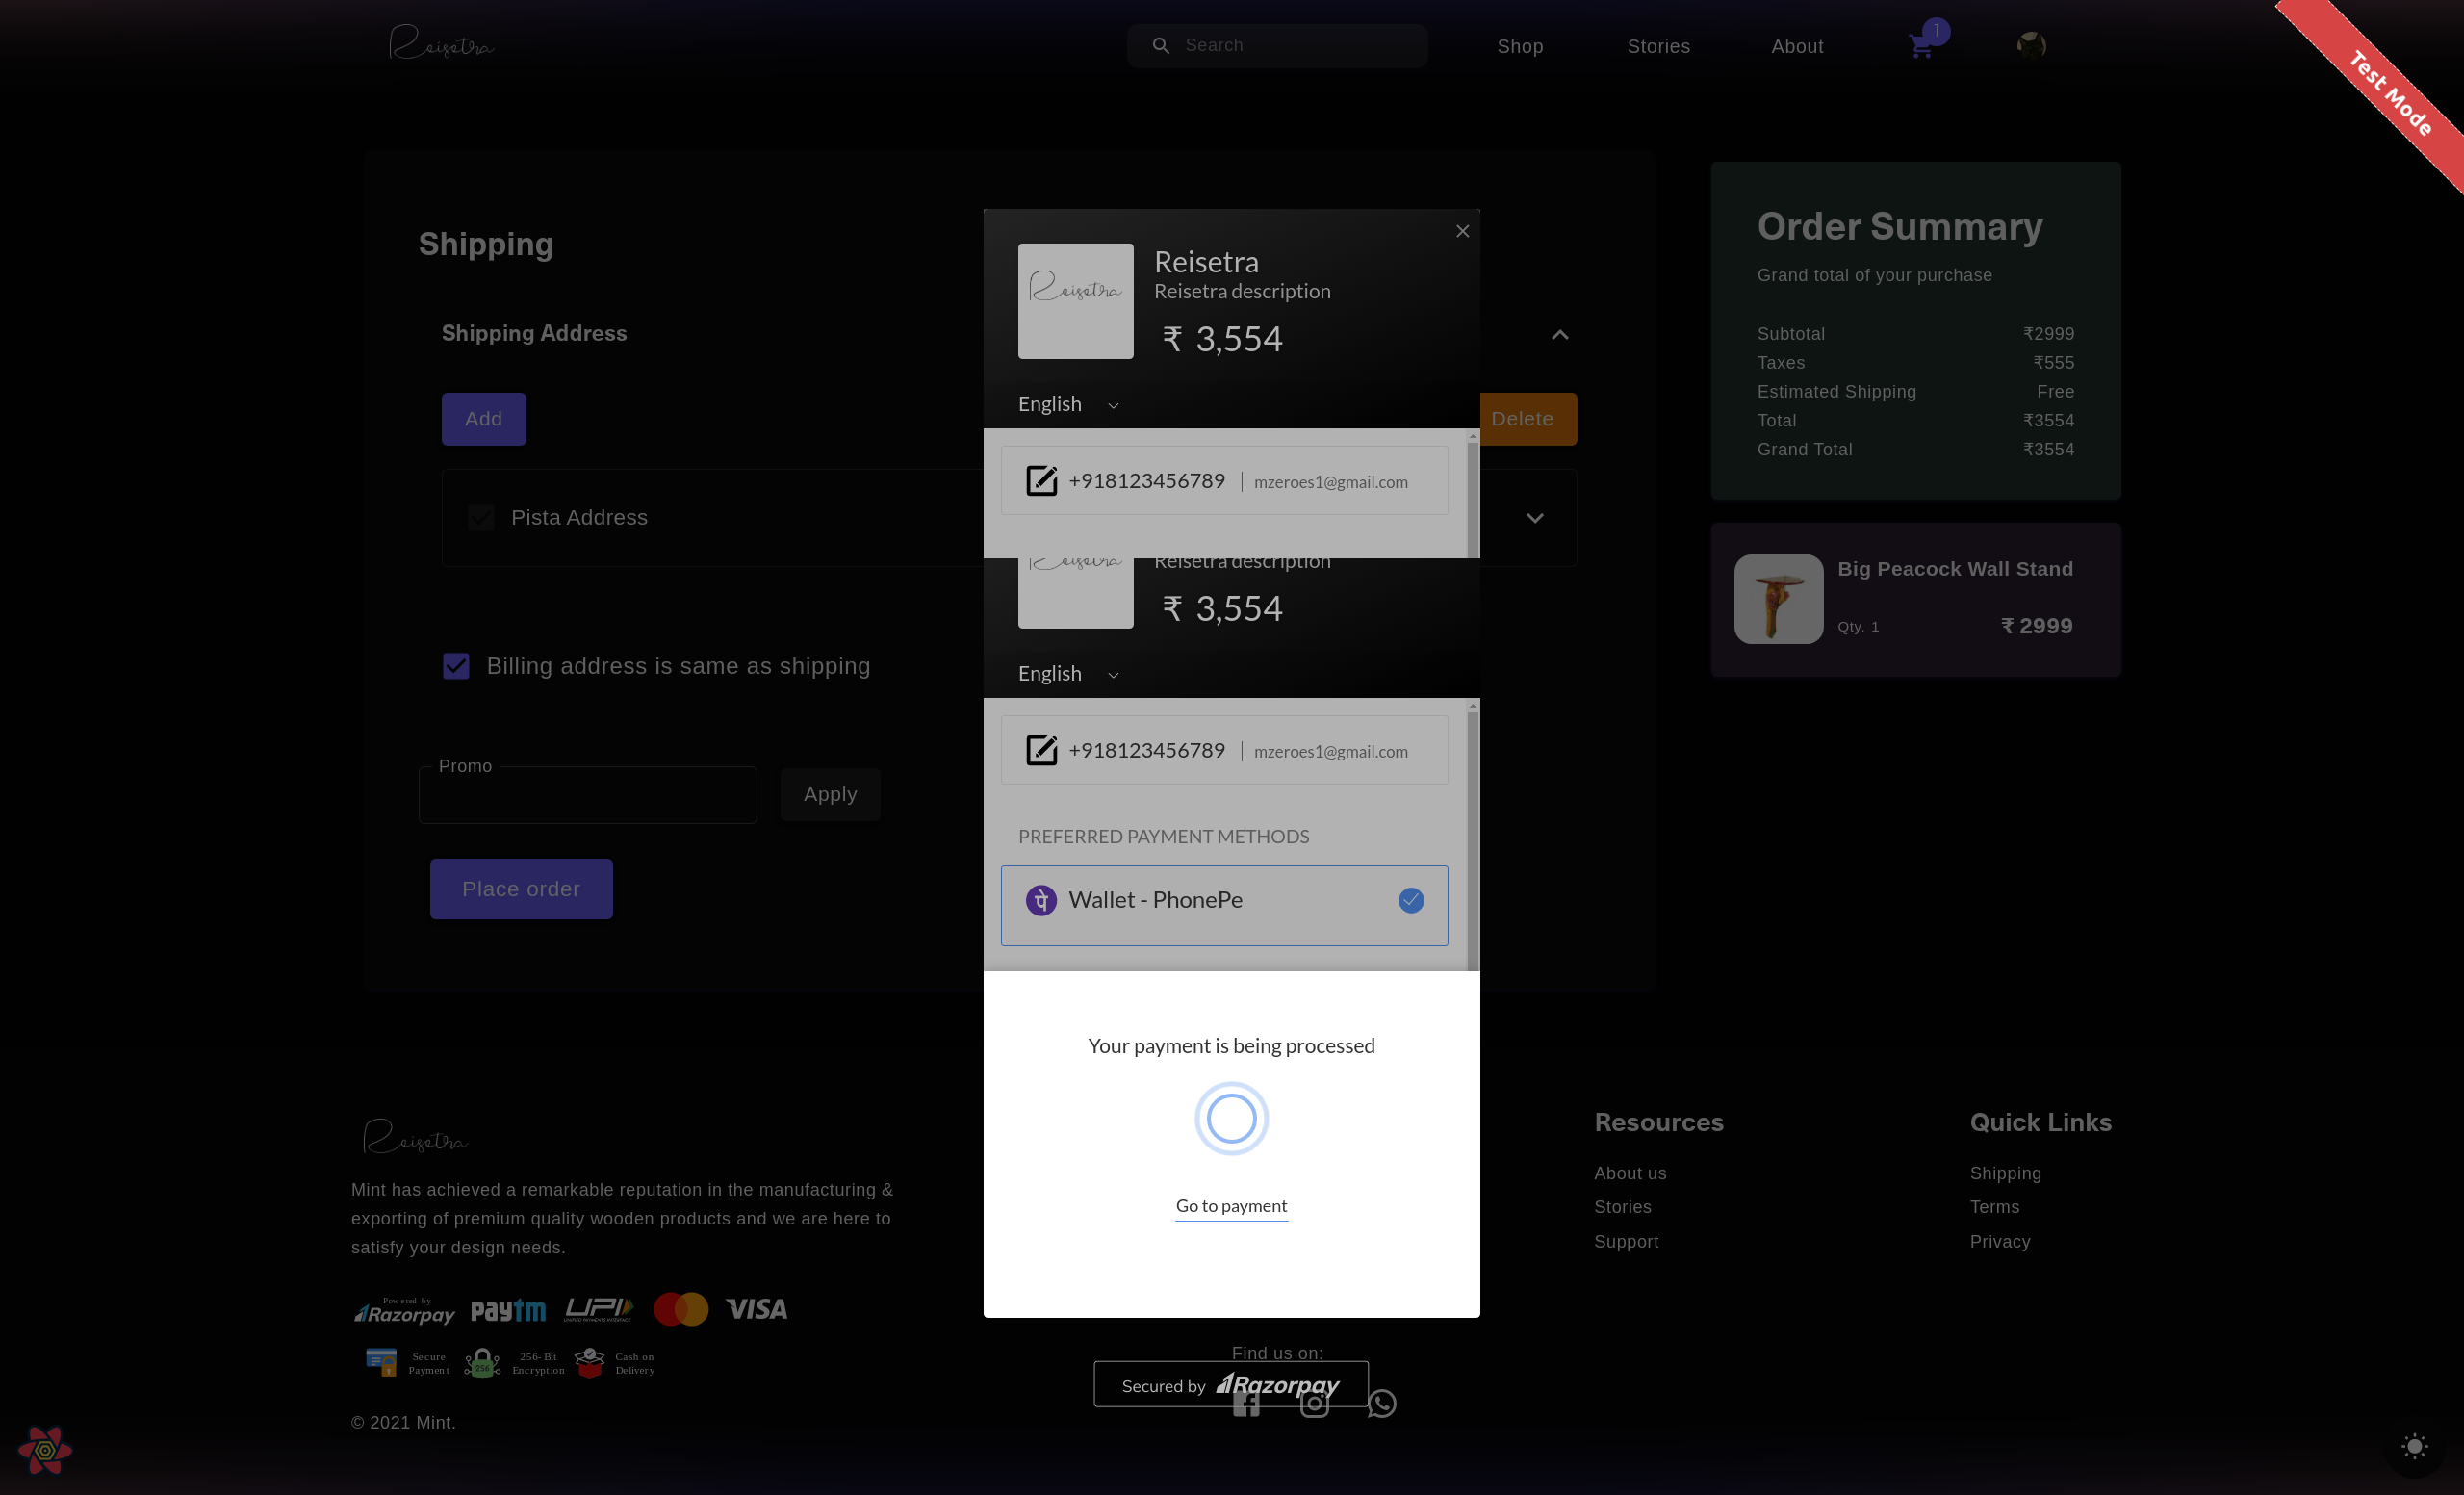 Reisetra
Search
Shop
Stories
About
1
Test Mode
Shipping
Shipping Address
Add
Delete
Pista Address
Billing address is same as shipping
Promo
Apply
Place order
Reisetra
Reisetra
Reisetra description
₹ 3,554
English
+918123456789 | mzeroes1@gmail.com
Reisetra
Reisetra description
₹ 3,554
English
+918123456789 | mzeroes1@gmail.com
PREFERRED PAYMENT METHODS
पे Wallet - PhonePe
Your payment is being processed
Go to payment
Order Summary
Grand total of your purchase
Subtotal ₹2999
Taxes ₹555
Estimated Shipping Free
Total ₹3554
Grand Total ₹3554
Big Peacock Wall Stand
Qty. 1 ₹ 2999
Reisetra
Mint has achieved a remarkable reputation in the manufacturing &
exporting of premium quality wooden products and we are here to
satisfy your design needs.
Powered by
Razorpay paytm UPI VISA
UNIFIED PAYMENTS INTERFACE
Secure
Payment
256
256-Bit
Encryption
Cash on
Delivery
© 2021 Mint.
Find us on:
Secured by Razorpay
Resources
About us
Stories
Support
Quick Links
Shipping
Terms
Privacy